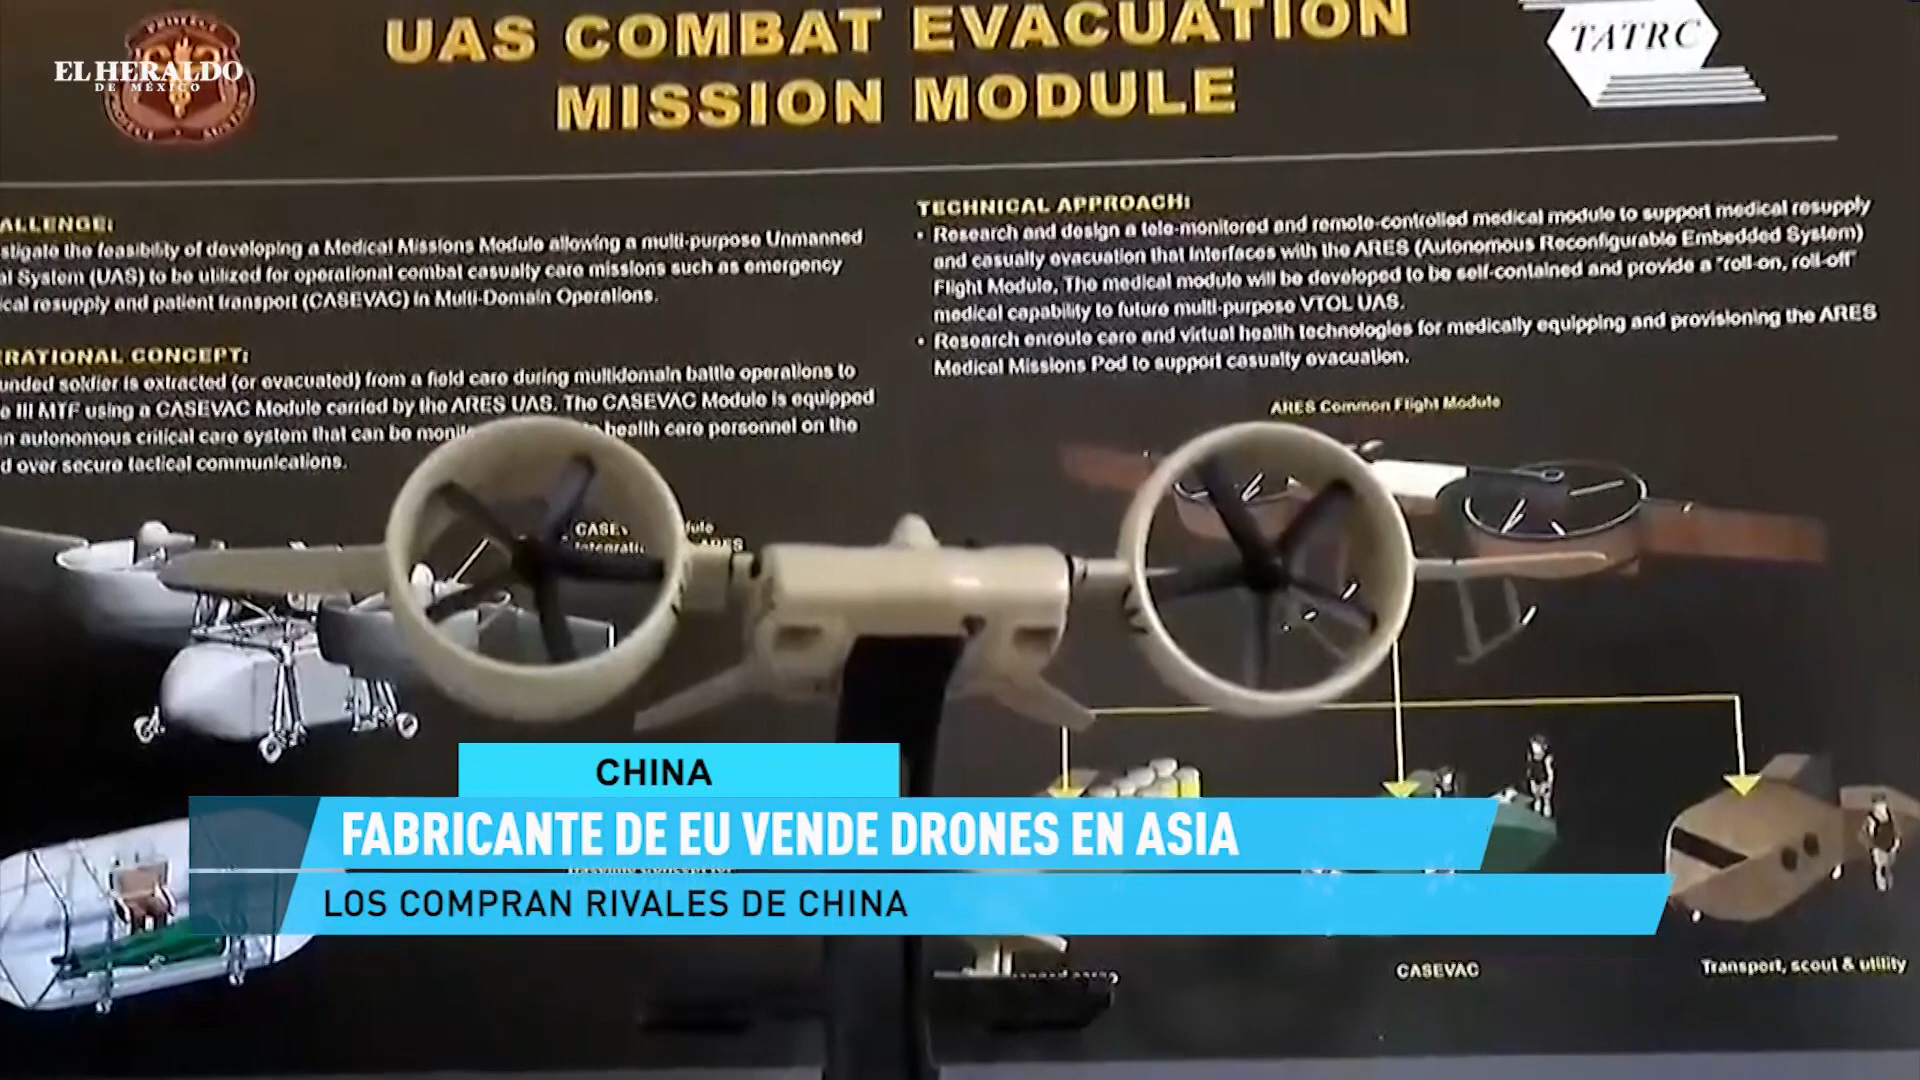 EL HERALDO
DE MÉXICO
UAS COMBAT EVACUATION
MISSION MODULE
TATRC
ALLENGE:
stigate the feasibility of developing a Medical Missions Module allowing a multi-purpose Unmanned
al System (UAS) to be utilized for operational combat casualty care missions such as emergency
ical resupply and patient transport (CASEVAC) in Multi-Domain Operations.
RATIONAL CONCEPT:
unded soldier is extracted (or evacuated) from a field care during multidomain battle operations to
e III MTF using a CASEVAC Module carried by the ARES UAS. The CASEVAC Module is equipped
n autonomous critical care system that can be monit health care personnel on the
d over secure tactical communications.
TECHNICAL APPROACH:
• Research and design a tele-monitored and remote-controlled medical module to support medical resupply
and casualty evacuation that interfaces with the ARES (Autonomous Reconfigurable Embedded System)
Flight Module. The medical module will be developed to be self-contained and provide a "roll-on, roll-off"
medical capability to future multi-purpose VTOL UAS.
• Research enroute care and virtual health technologies for medically equipping and provisioning the ARES
Medical Missions Pod to support casualty evacuation.
ARES Common Flight Module
CHINA
FABRICANTE DE EU VENDE DRONES EN ASIA
LOS COMPRAN RIVALES DE CHINA
CASEVAC
Transport, scout & utility